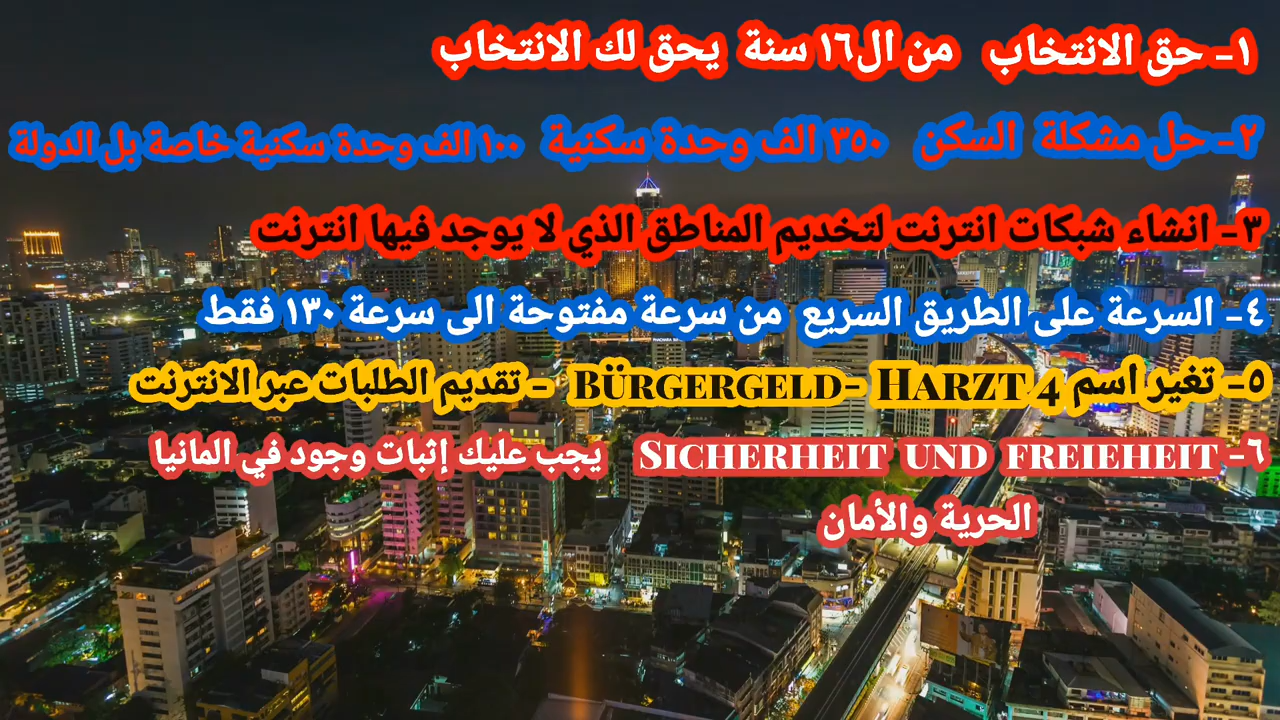 ١- حق الانتخاب من ال١٦ سنة يحق لك الانتخاب
٢- حل مشكلة السكن ٣٥٠ الف وحدة سكنية ١٠٠ الف وحدة سكنية خاصة بل الدولة
٣- انشاء شبكات انترنت لتخديم المناطق الذي لا يوجد فيها انترنت
٤- السرعة على الطريق السريع من سرعة مفتوحة الى سرعة ١٣٠ فقط
٥- تغير اسم BÜRGERGELD- HARZT 4 - تقديم الطلبات عبر الانترنت
٦- SICHERHEIT UND FREIEHEIT يجب عليك إثبات وجود في المانيا
الحرية والأمان